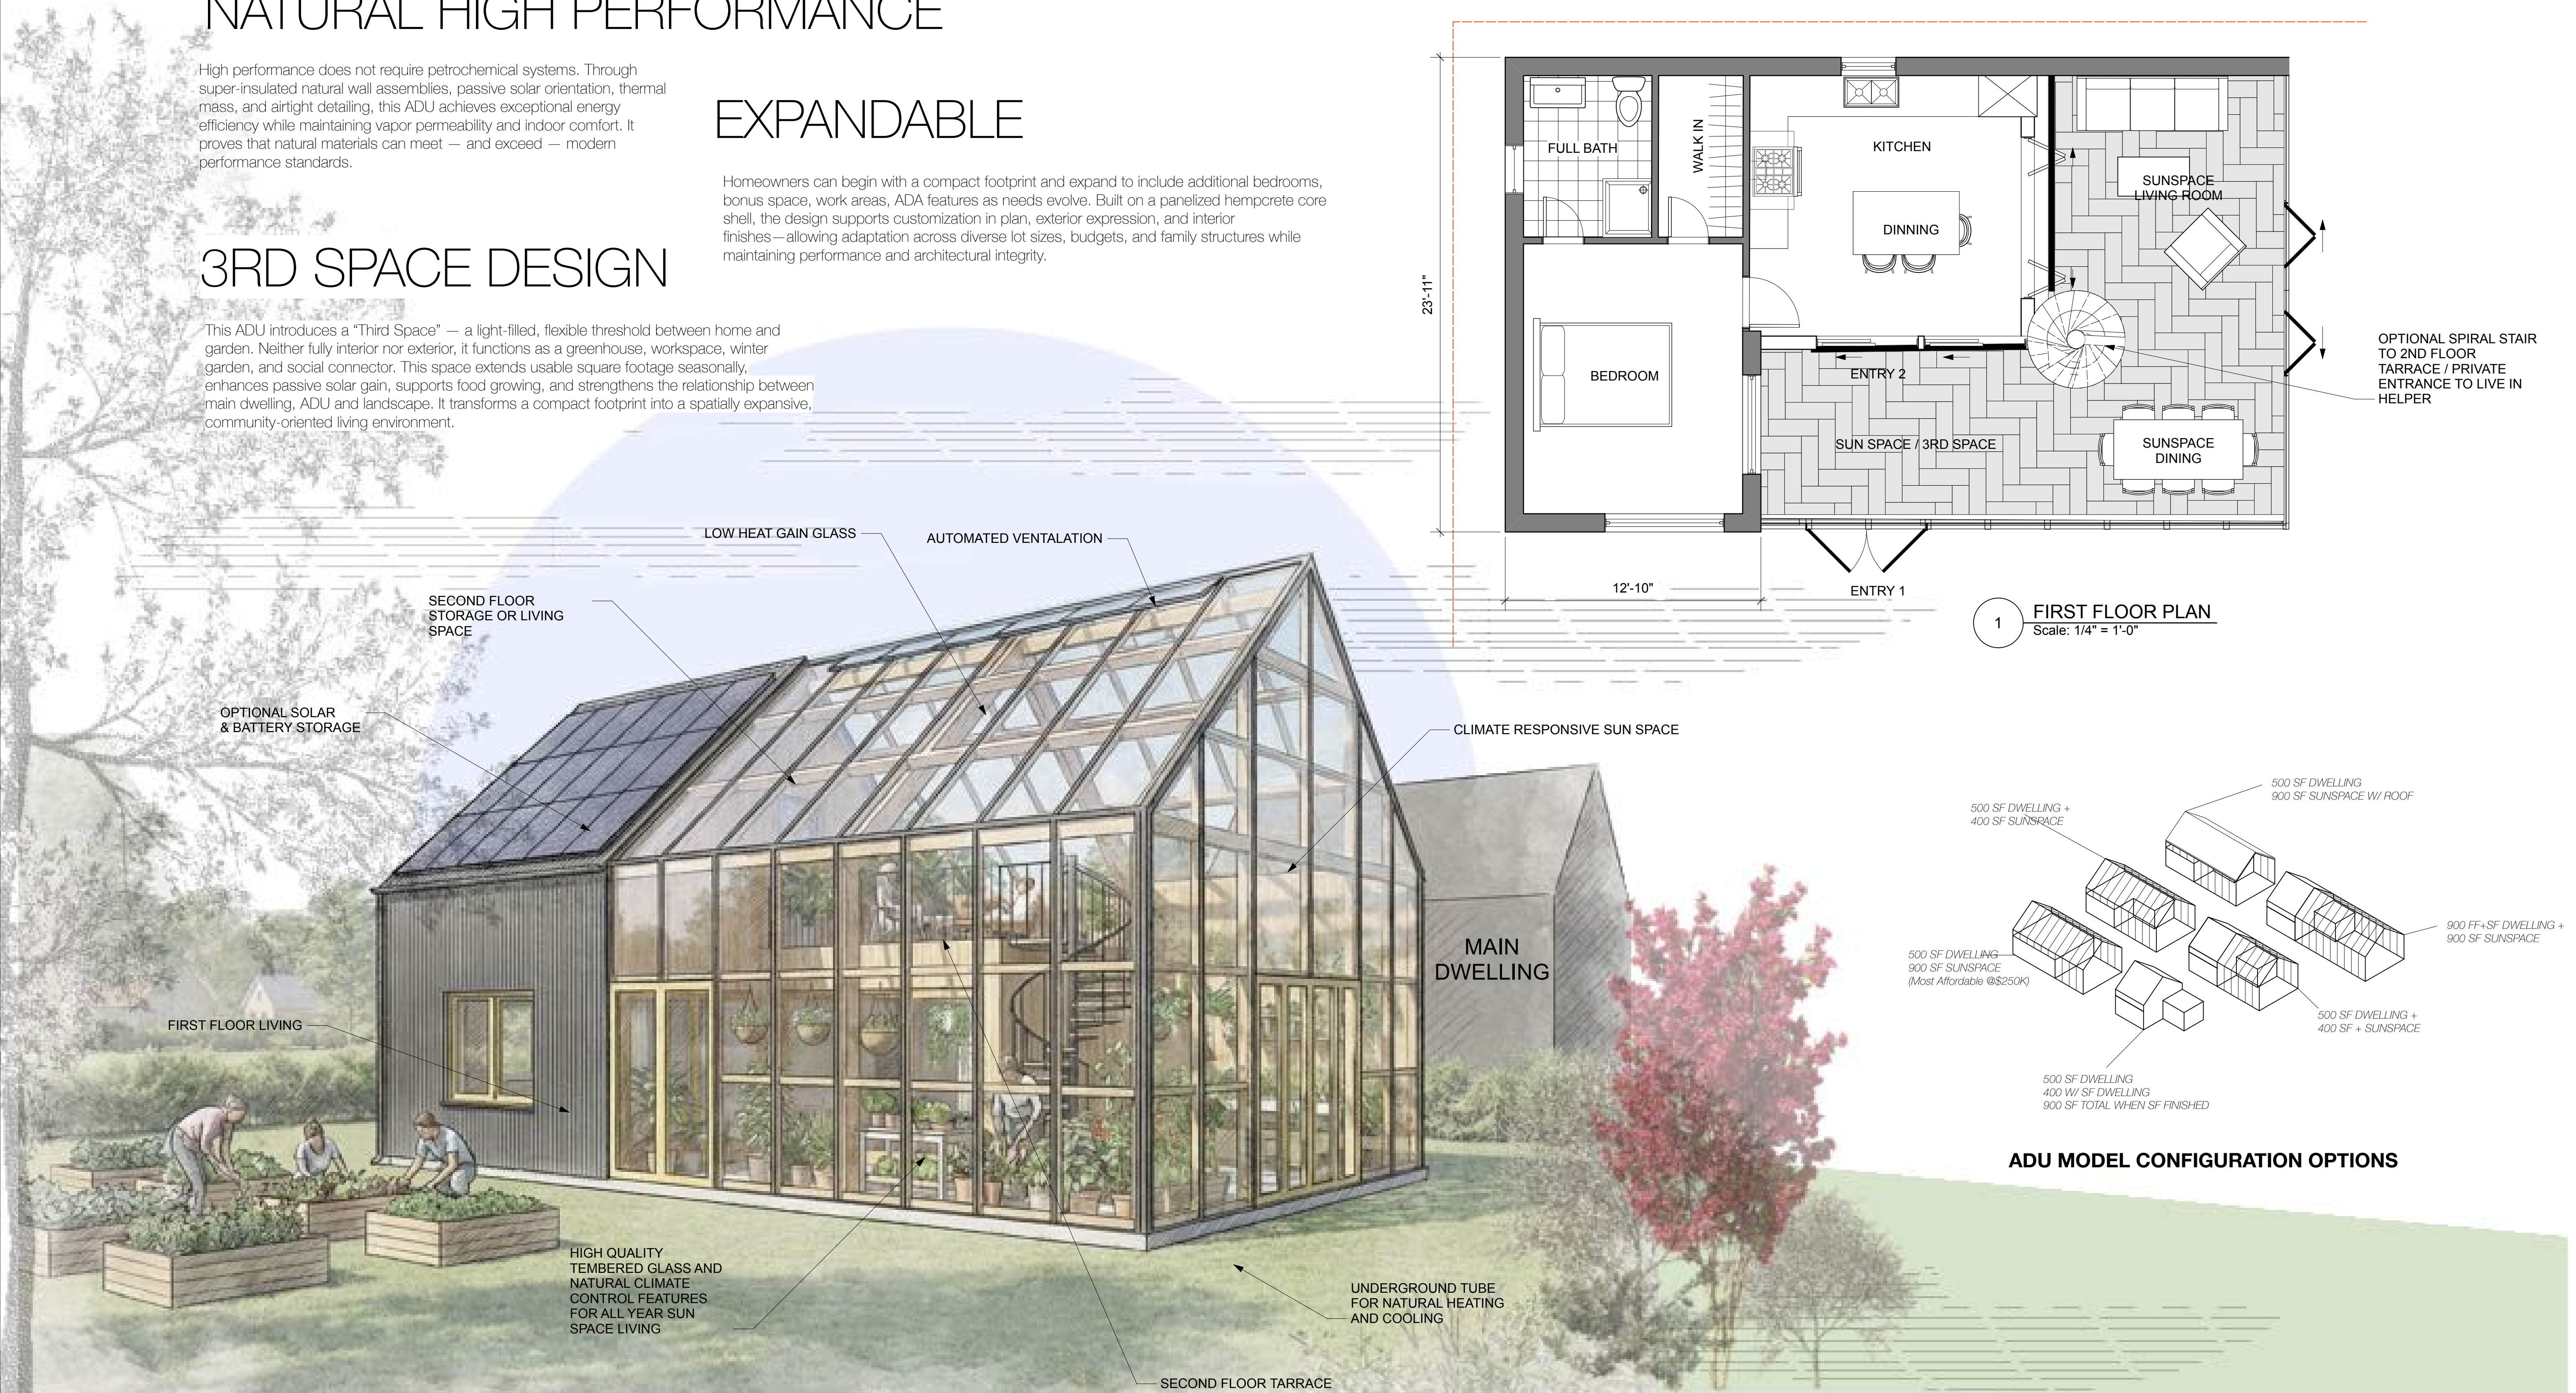 NATURAL HIGH PERFORMANCE
High performance does not require petrochemical systems. Through
super-insulated natural wall assemblies, passive solar orientation, thermal
mass, and airtight detailing, this ADU achieves exceptional energy
efficiency while maintaining vapor permeability and indoor comfort. It
proves that natural materials can meet — and exceed — modern
performance standards.
EXPANDABLE
Homeowners can begin with a compact footprint and expand to include additional bedrooms,
bonus space, work areas, ADA features as needs evolve. Built on a panelized hempcrete core
shell, the design supports customization in plan, exterior expression, and interior
finishes—allowing adaptation across diverse lot sizes, budgets, and family structures while
maintaining performance and architectural integrity.
3RD SPACE DESIGN
This ADU introduces a “Third Space” — a light-filled, flexible threshold between home and
garden. Neither fully interior nor exterior, it functions as a greenhouse, workspace, winter
garden, and social connector. This space extends usable square footage seasonally,
enhances passive solar gain, supports food growing, and strengthens the relationship between
main dwelling, ADU and landscape. It transforms a compact footprint into a spatially expansive,
community-oriented living environment.
23'-11"
FULL BATH
WALK IN
KITCHEN
DINNING
SUNSPACE
LIVING ROOM
BEDROOM
ENTRY 2
SUN SPACE / 3RD SPACE
SUNSPACE
DINING
OPTIONAL SPIRAL STAIR
TO 2ND FLOOR
TARRACE / PRIVATE
ENTRANCE TO LIVE IN
HELPER
12'-10"
ENTRY 1
1
FIRST FLOOR PLAN
Scale: 1/4" = 1'-0"
LOW HEAT GAIN GLASS
AUTOMATED VENTALATION
SECOND FLOOR
STORAGE OR LIVING
SPACE
OPTIONAL SOLAR
& BATTERY STORAGE
CLIMATE RESPONSIVE SUN SPACE
MAIN
DWELLING
FIRST FLOOR LIVING
HIGH QUALITY
TEMBERED GLASS AND
NATURAL CLIMATE
CONTROL FEATURES
FOR ALL YEAR SUN
SPACE LIVING
UNDERGROUND TUBE
FOR NATURAL HEATING
AND COOLING
SECOND FLOOR TARRACE
500 SF DWELLING
900 SF SUNSPACE W/ ROOF
500 SF DWELLING +
400 SF SUNSPACE
900 FF+SF DWELLING +
900 SF SUNSPACE
500 SF DWELLING
900 SF SUNSPACE
(Most Affordable @$250K)
500 SF DWELLING +
400 SF + SUNSPACE
500 SF DWELLING
400 W/ SF DWELLING
900 SF TOTAL WHEN SF FINISHED
ADU MODEL CONFIGURATION OPTIONS